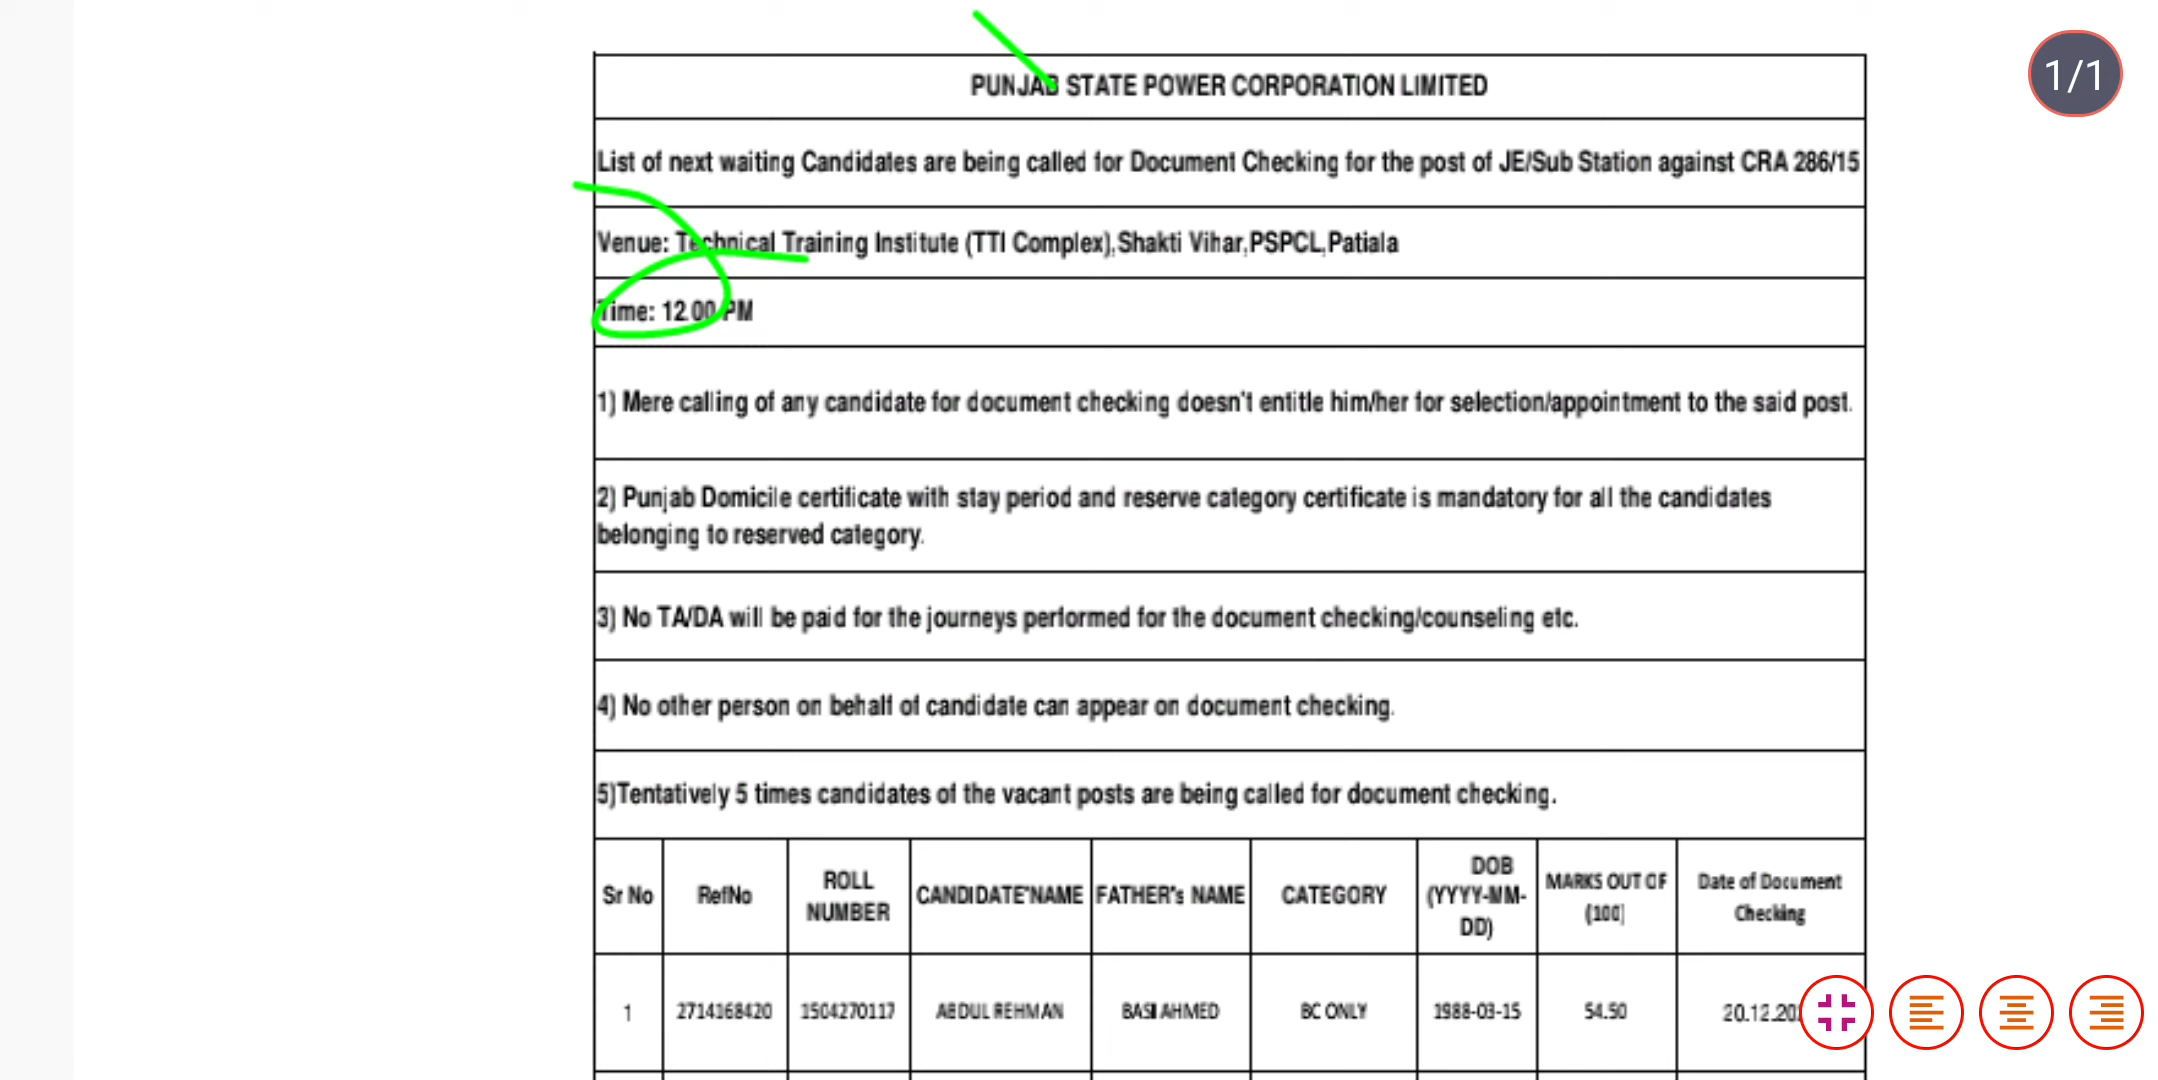 1/1
PUNJAB STATE POWER CORPORATION LIMITED
List of next waiting Candidates are being called for Document Checking for the post of JE/Sub Station against CRA 286/15
Venue: Technical Training Institute (TTI Complex),Shakti Vihar,PSPCL,Patiala
Time: 12.00 PM
1) Mere calling of any candidate for document checking doesn't entitle him/her for selection/appointment to the said post.
2) Punjab Domicile certificate with stay period and reserve category certificate is mandatory for all the candidates
belonging to reserved category.
3) No TA/DA will be paid for the journeys performed for the document checking/counseling etc.
4) No other person on behalf of candidate can appear on document checking.
5)Tentatively 5 times candidates of the vacant posts are being called for document checking.
Sr No RefNo ROLL NUMBER CANDIDATE'NAME FATHER's NAME CATEGORY DOB (YYYY-MM-DD) MARKS OUT OF (100) Date of Document Checking
1 2714168420 1504270117 ABDUL REHMAN BASI AHMED BC ONLY 1988-03-15 54.50